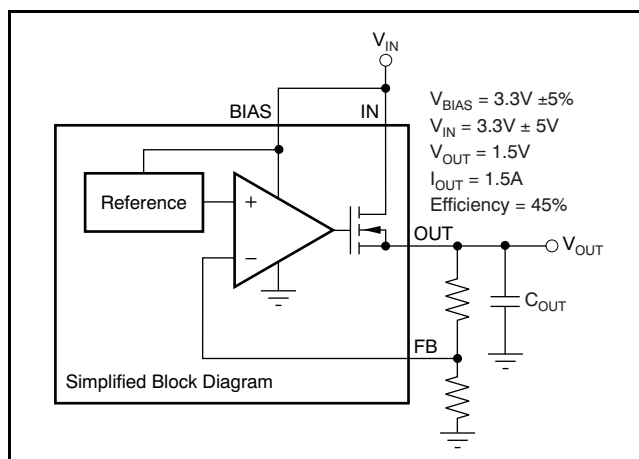 V_IN
BIAS
IN
V_BIAS = 3.3V ±5%
V_IN = 3.3V ± 5V
V_OUT = 1.5V
I_OUT = 1.5A
Efficiency = 45%
Reference
+
−
OUT
V_OUT
C_OUT
FB
Simplified Block Diagram